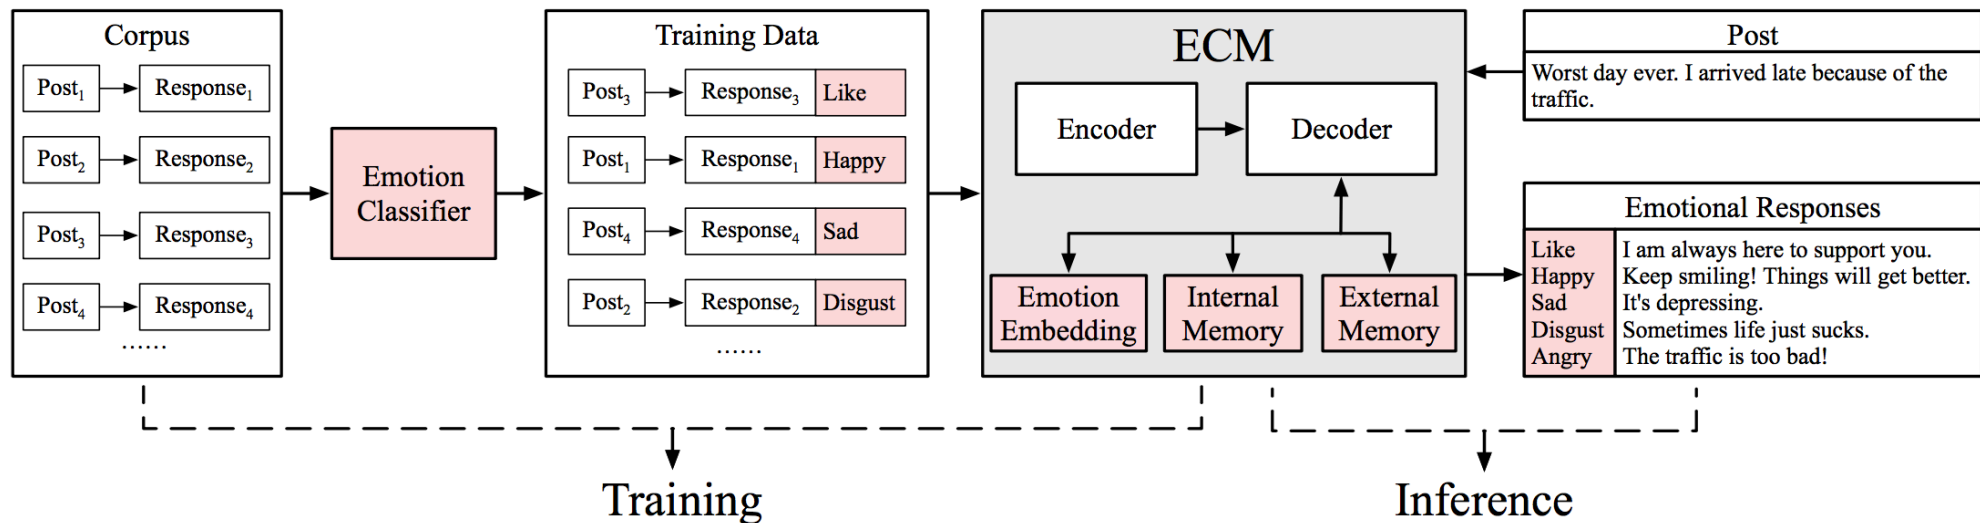 Corpus
Post1
Response1
Post2
Response2
Post3
Response3
Post4
Response4
......
Emotion
Classifier
Training Data
Post3
Response3
Like
Post1
Response1
Happy
Post4
Response4
Sad
Post2
Response2
Disgust
......
ECM
Encoder
Decoder
Emotion
Embedding
Internal
Memory
External
Memory
Post
Worst day ever. I arrived late because of the
traffic.
Emotional Responses
Like I am always here to support you.
Happy Keep smiling! Things will get better.
Sad It's depressing.
Disgust Sometimes life just sucks.
Angry The traffic is too bad!
Training
Inference